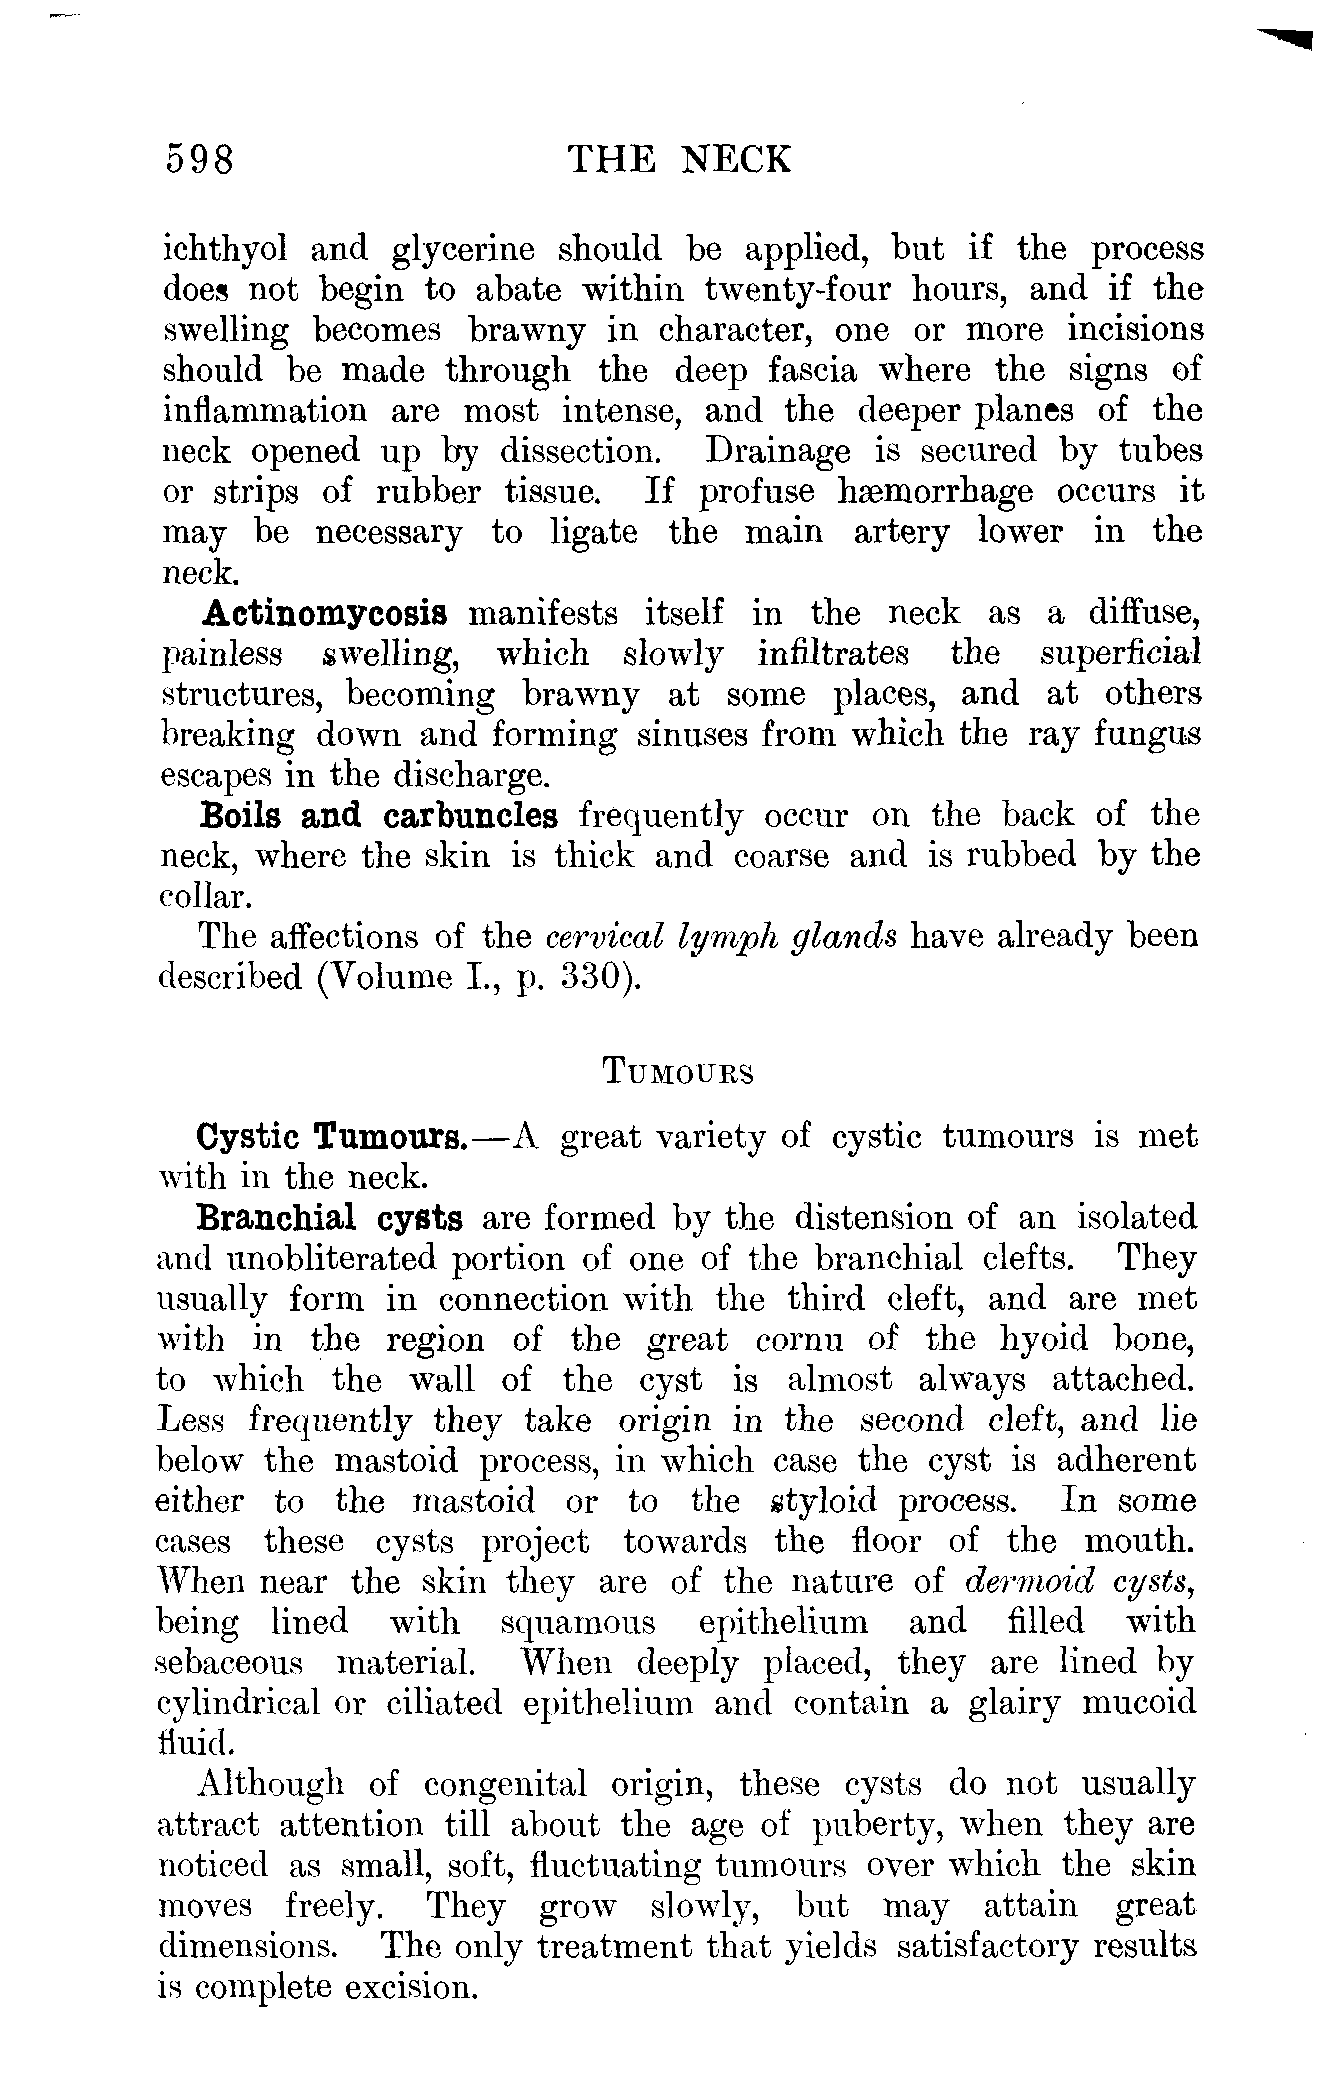 598 THE NECK
ichthyol and glycerine should be applied, but if the process
does not begin to abate within twenty-four hours, and if the
swelling becomes brawny in character, one or more incisions
should be made through the deep fascia where the signs of
inflammation are most intense, and the deeper planes of the
neck opened up by dissection. Drainage is secured by tubes
or strips of rubber tissue. If profuse hæmorrhage occurs it
may be necessary to ligate the main artery lower in the
neck.
Actinomycosis manifests itself in the neck as a diffuse,
painless swelling, which slowly infiltrates the superficial
structures, becoming brawny at some places, and at others
breaking down and forming sinuses from which the ray fungus
escapes in the discharge.
Boils and carbuncles frequently occur on the back of the
neck, where the skin is thick and coarse and is rubbed by the
collar.
The affections of the cervical lymph glands have already been
described (Volume I., p. 330).
TUMOURS
Cystic Tumours.—A great variety of cystic tumours is met
with in the neck.
Branchial cysts are formed by the distension of an isolated
and unobliterated portion of one of the branchial clefts. They
usually form in connection with the third cleft, and are met
with in the region of the great cornu of the hyoid bone,
to which the wall of the cyst is almost always attached.
Less frequently they take origin in the second cleft, and lie
below the mastoid process, in which case the cyst is adherent
either to the mastoid or to the styloid process. In some
cases these cysts project towards the floor of the mouth.
When near the skin they are of the nature of dermoid cysts,
being lined with squamous epithelium and filled with
sebaceous material. When deeply placed, they are lined by
cylindrical or ciliated epithelium and contain a glairy mucoid
fluid.
Although of congenital origin, these cysts do not usually
attract attention till about the age of puberty, when they are
noticed as small, soft, fluctuating tumours over which the skin
moves freely. They grow slowly, but may attain great
dimensions. The only treatment that yields satisfactory results
is complete excision.